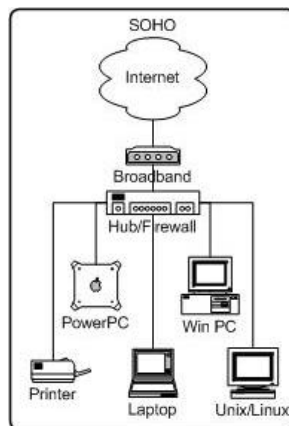 SOHO
Internet
Broadband
Hub/Firewall
PowerPC
Win PC
Printer
Laptop
Unix/Linux